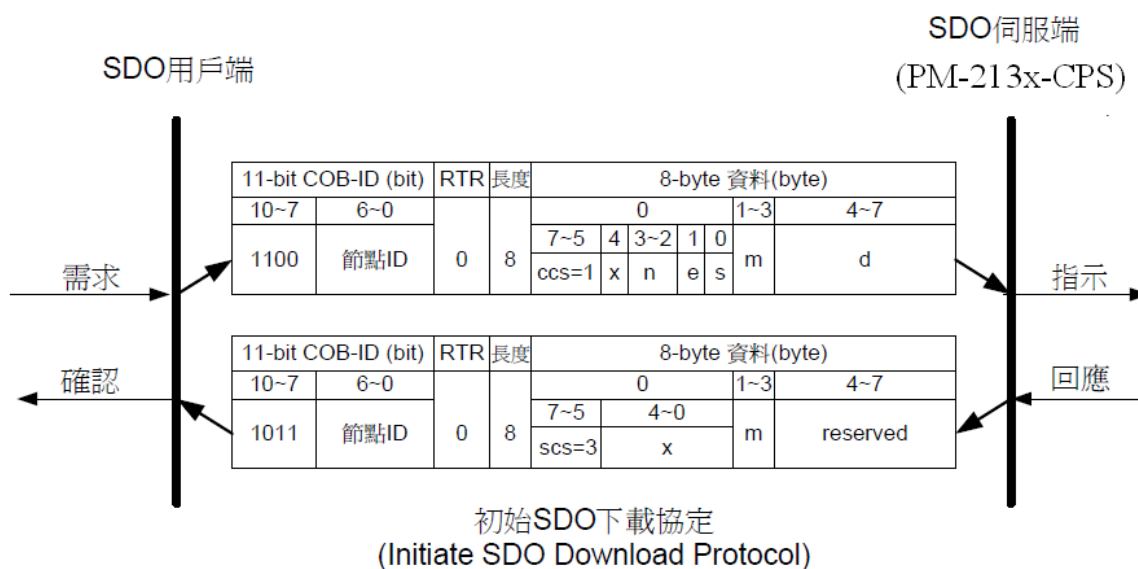 SDO用戶端
SDO伺服端
(PM-213x-CPS)
11-bit COB-ID (bit) RTR 長度 8-byte 資料(byte)
10~7 6~0 0 1~3 4~7
7~5 4 3~2 1 0
1100 節點ID 0 8 ccs=1 x n e s m d
需求
指示
11-bit COB-ID (bit) RTR 長度 8-byte 資料(byte)
10~7 6~0 0 1~3 4~7
7~5 4~0
1011 節點ID 0 8 scs=3 x m reserved
確認
回應
初始SDO下載協定
(Initiate SDO Download Protocol)